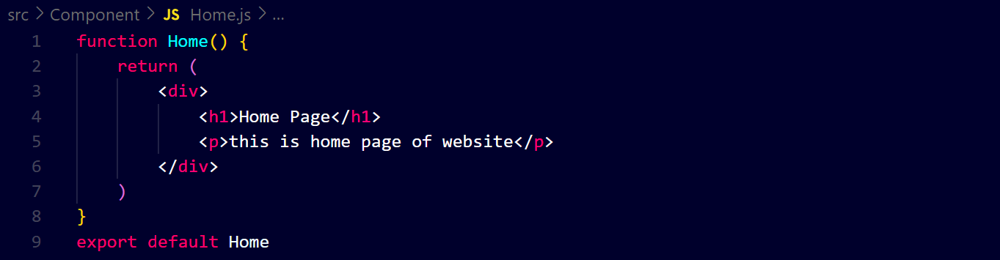 src > Component > JS Home.js > ...
1 function Home() {
2     return (
3         <div>
4             <h1>Home Page</h1>
5             <p>this is home page of website</p>
6         </div>
7     )
8 }
9 export default Home